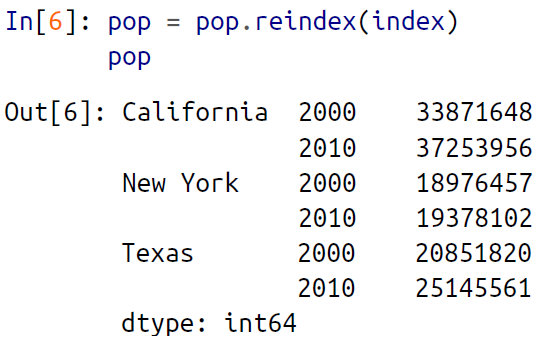 In[6]: pop = pop.reindex(index)
pop
Out[6]: California 2000 33871648
2010 37253956
New York 2000 18976457
2010 19378102
Texas 2000 20851820
2010 25145561
dtype: int64